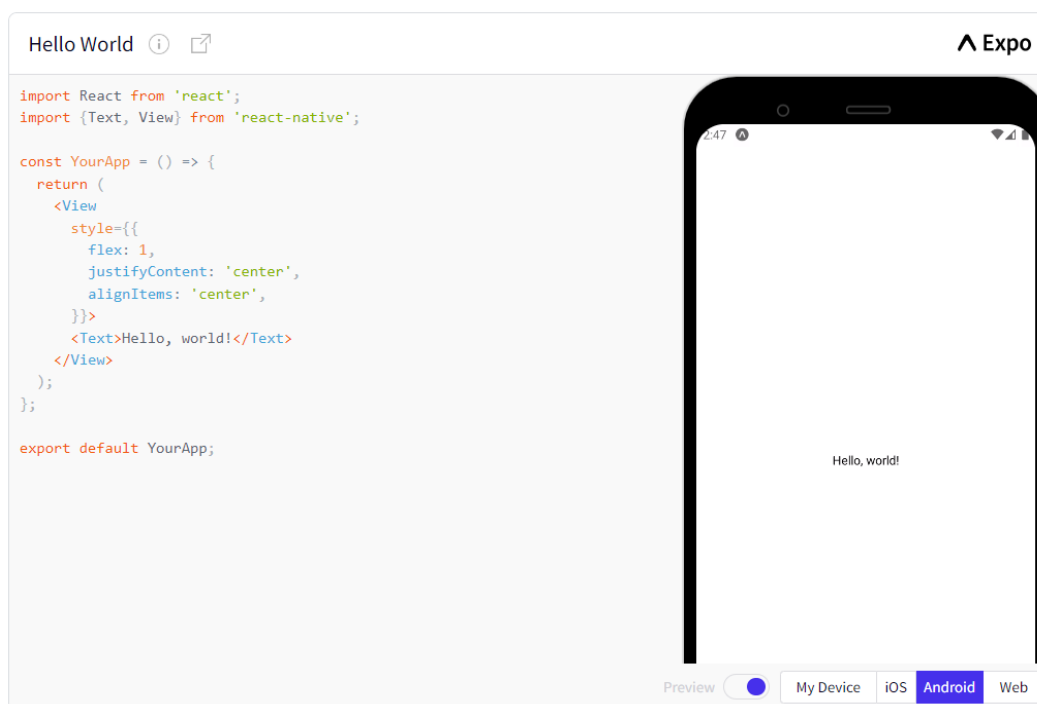 Hello World
Expo
import React from 'react';
import {Text, View} from 'react-native';
const YourApp = () => {
  return (
    <View
      style={{
        flex: 1,
        justifyContent: 'center',
        alignItems: 'center',
      }}>
      <Text>Hello, world!</Text>
    </View>
  );
};
export default YourApp;
2:47
Hello, world!
Preview
My Device iOS Android Web